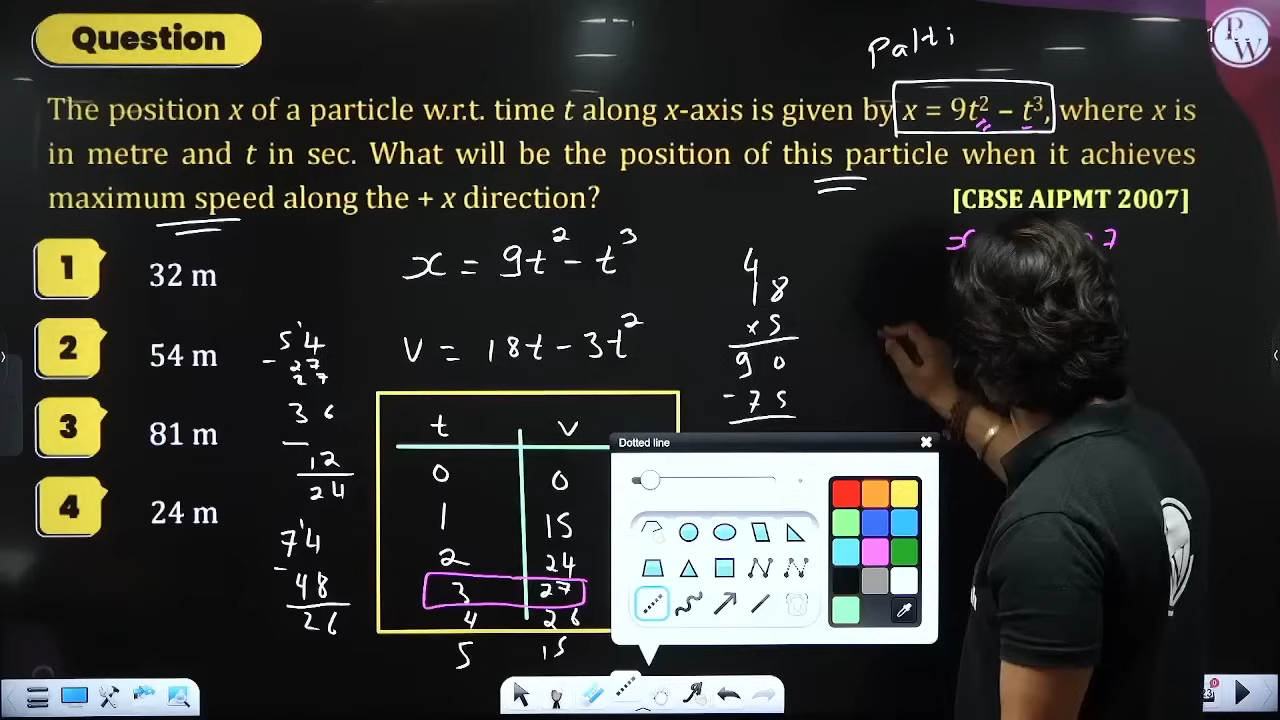 Question
Palti
PW
The position x of a particle w.r.t. time t along x-axis is given by x = 9t² – t³, where x is
in metre and t in sec. What will be the position of this particle when it achieves
maximum speed along the + x direction?
[CBSE AIPMT 2007]
1 32 m
2 54 m
3 81 m
4 24 m
x = 9t² – t³
v = 18t – 3t²
t v
0 0
1 15
2 24
3 27
4 26
5 15
54
- 27
27
36
- 12
24
74
- 48
26
18
x 5
90
- 75
x
7
Dotted line